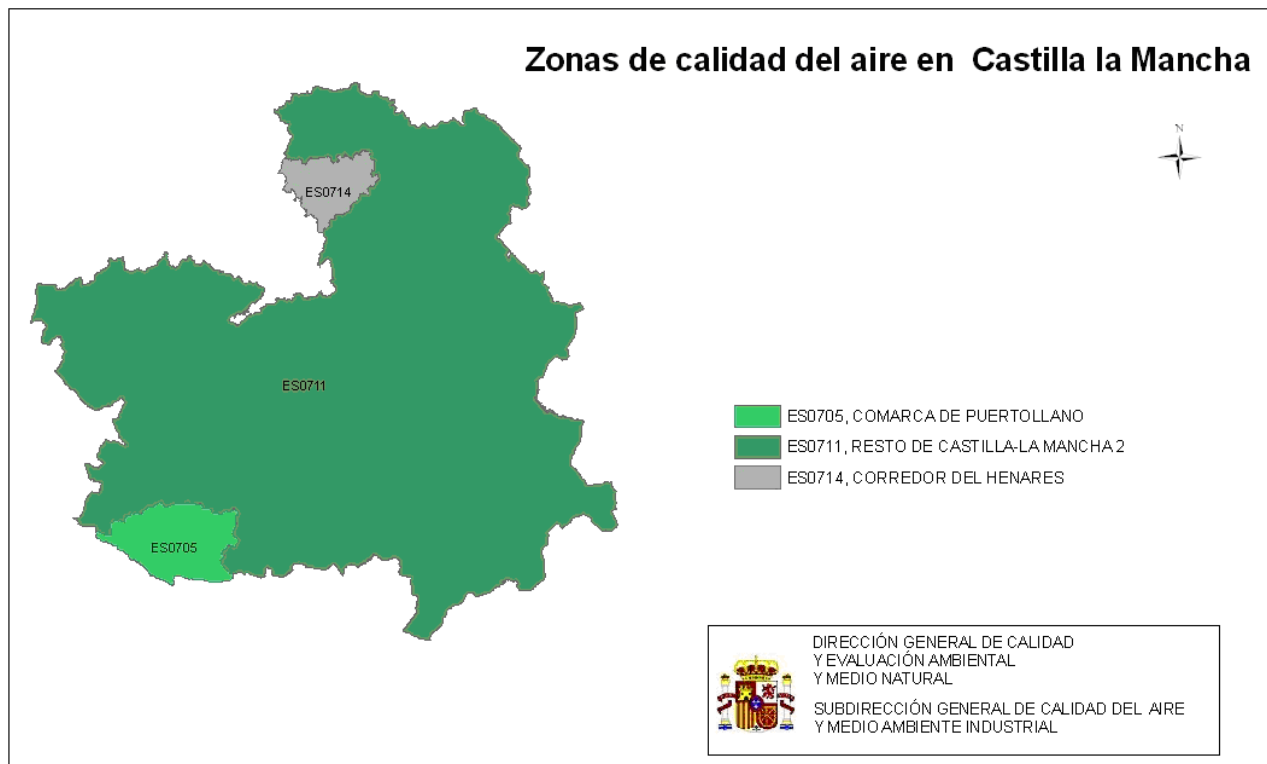 Zonas de calidad del aire en Castilla la Mancha
N
ES0714
ES0711
ES0705
ES0705, COMARCA DE PUERTOLLANO
ES0711, RESTO DE CASTILLA-LA MANCHA 2
ES0714, CORREDOR DEL HENARES
DIRECCIÓN GENERAL DE CALIDAD
Y EVALUACIÓN AMBIENTAL
Y MEDIO NATURAL
SUBDIRECCIÓN GENERAL DE CALIDAD DEL AIRE
Y MEDIO AMBIENTE INDUSTRIAL